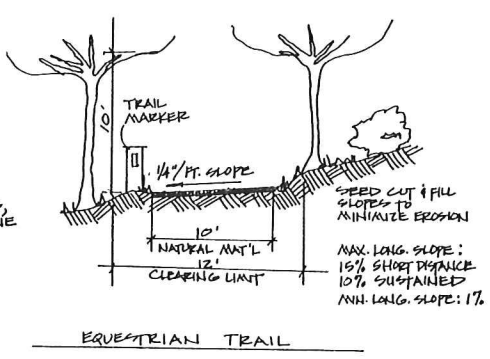 10'
TRAIL
MARKER
1/4"/FT. SLOPE
NE
10'
NATURAL MAT'L
12'
CLEARING LIMIT
SEED CUT & FILL
SLOPES TO
MINIMIZE EROSION
MAX. LONG. SLOPE:
15% SHORT DISTANCE
10% SUSTAINED
MIN. LONG. SLOPE: 1%
EQUESTRIAN TRAIL